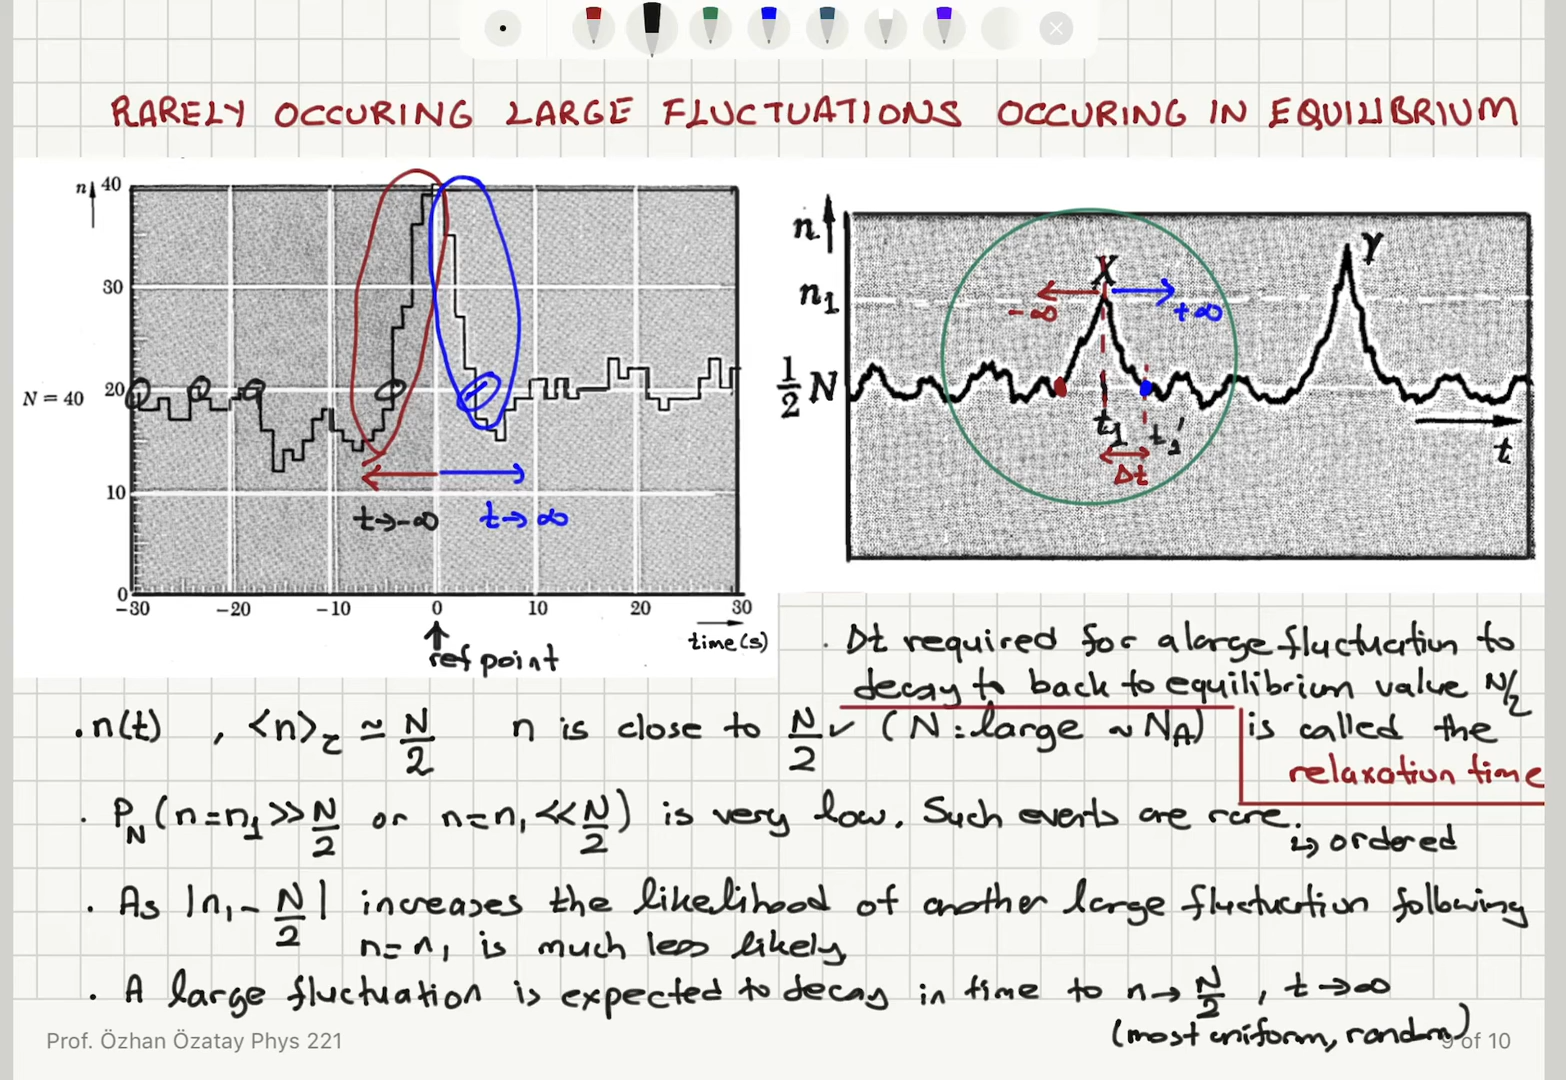 RARELY OCCURING LARGE FLUCTUATIONS OCCURING IN EQUILIBRIUM
n 40
30
20
N = 40
10
0
−30 −20 −10 0 10 20 30
time (s)
t→-∞ t→∞
ref point
n
n₁
½ N
X
Y
-∞ +∞
t₁ t₁'
Δt
t
. Δt required for a large fluctuation to
decay to back to equilibrium value N/2
is called the
relaxation time
. n(t) , <n>τ ≃ N/2 n is close to N/2 ✓ (N: large ~ NA)
. PN (n=n₁ >> N/2 or n=n₁ << N/2) is very low. Such events are rare.
↳ ordered
. As |n₁ - N/2| increases the likelihood of another large fluctuation following
n=n₁ is much less likely
. A large fluctuation is expected to decay in time to n→ N/2 , t→∞
(most uniform, random)
Prof. Özhan Özatay Phys 221
9 of 10